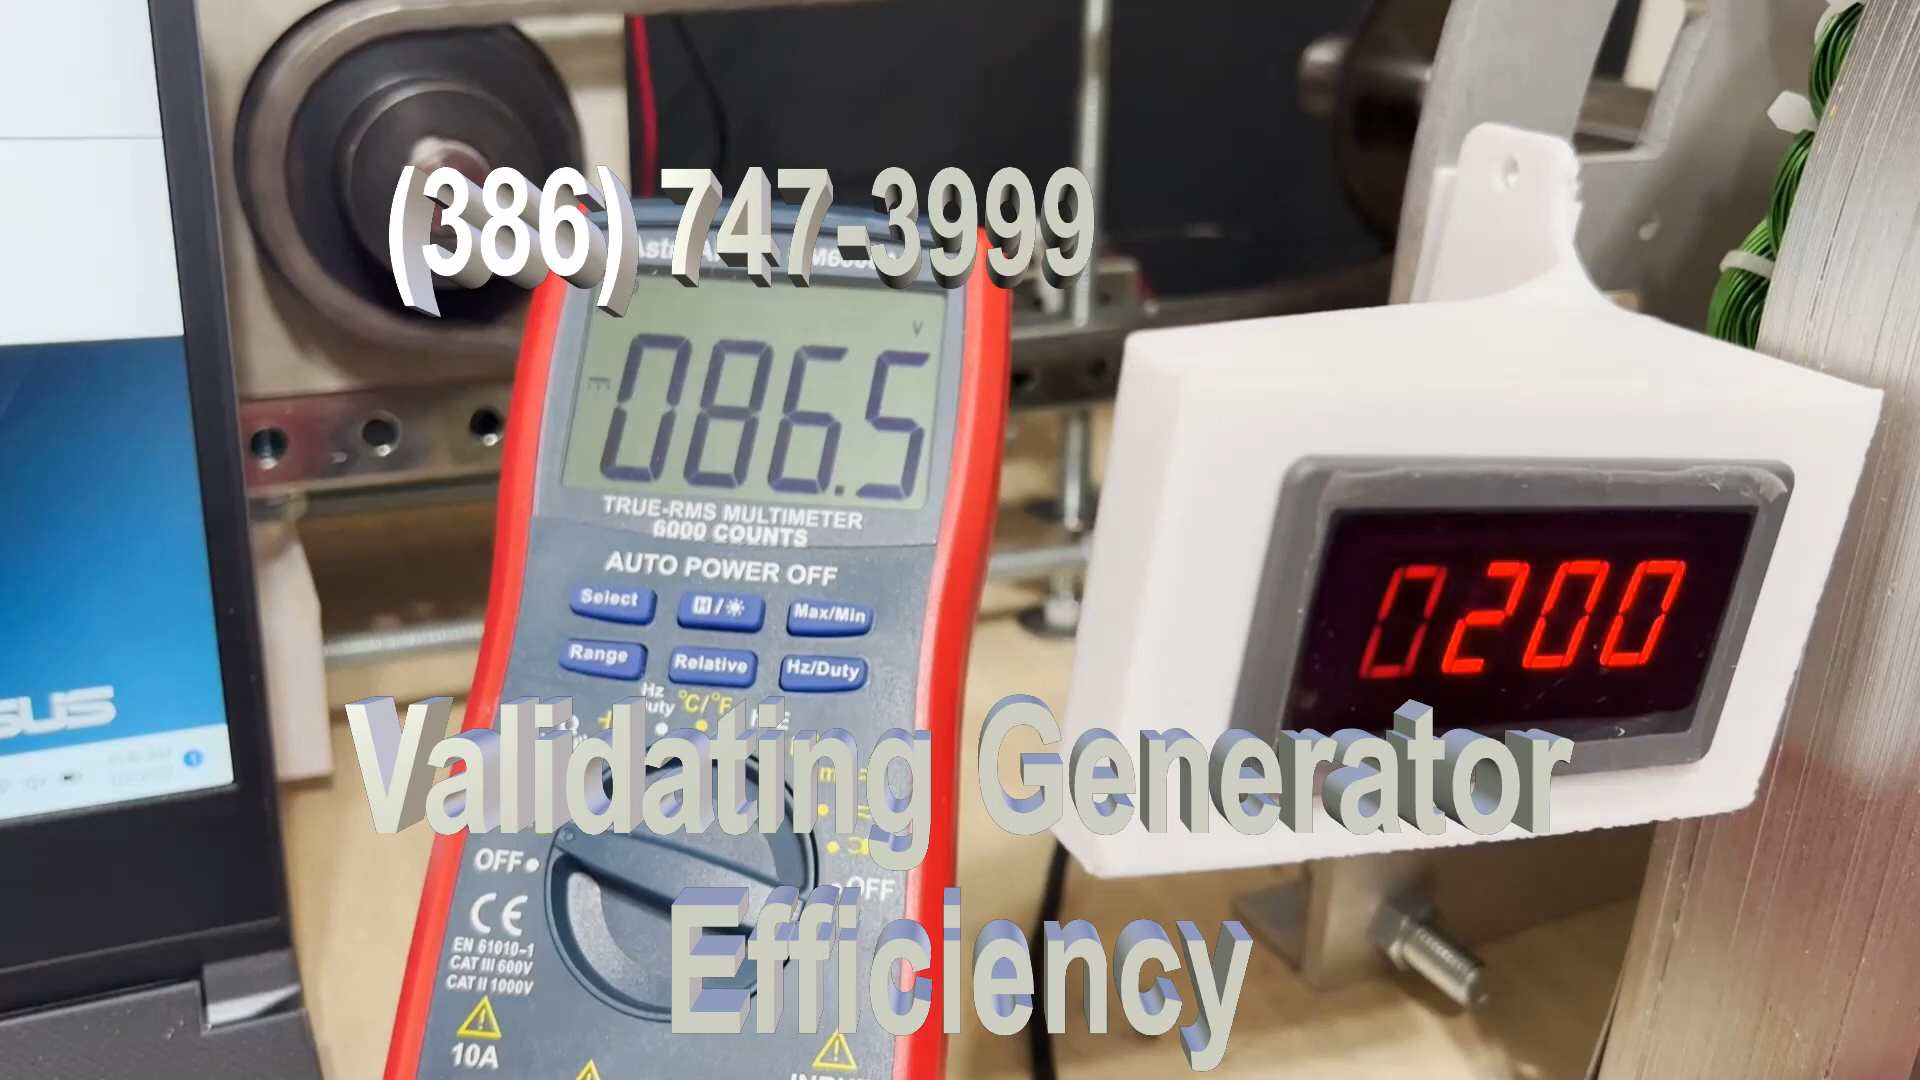 (386) 747-3999
V
086.5
TRUE-RMS MULTIMETER
6000 COUNTS
AUTO POWER OFF
Select
H/☀
Max/Min
Range
Relative
Hz/Duty
Hz
°C/°F
0200
Validating Generator
Efficiency
OFF
OFF
CE
EN 61010-1
CAT III 600V
CAT II 1000V
10A